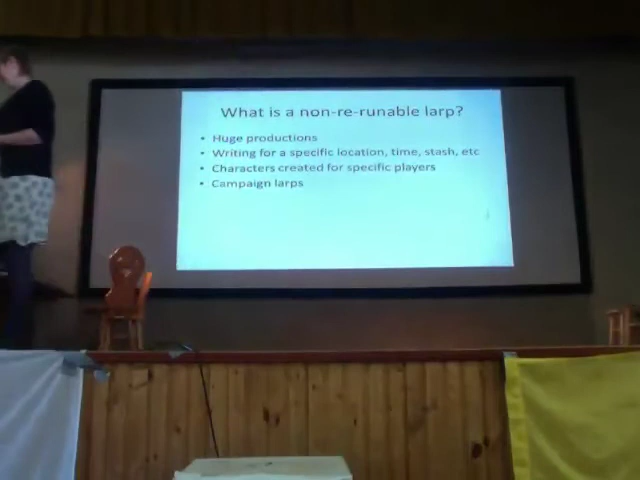 What is a non-re-runable larp?
• Huge productions
• Writing for a specific location, time, stash, etc
• Characters created for specific players
• Campaign larps